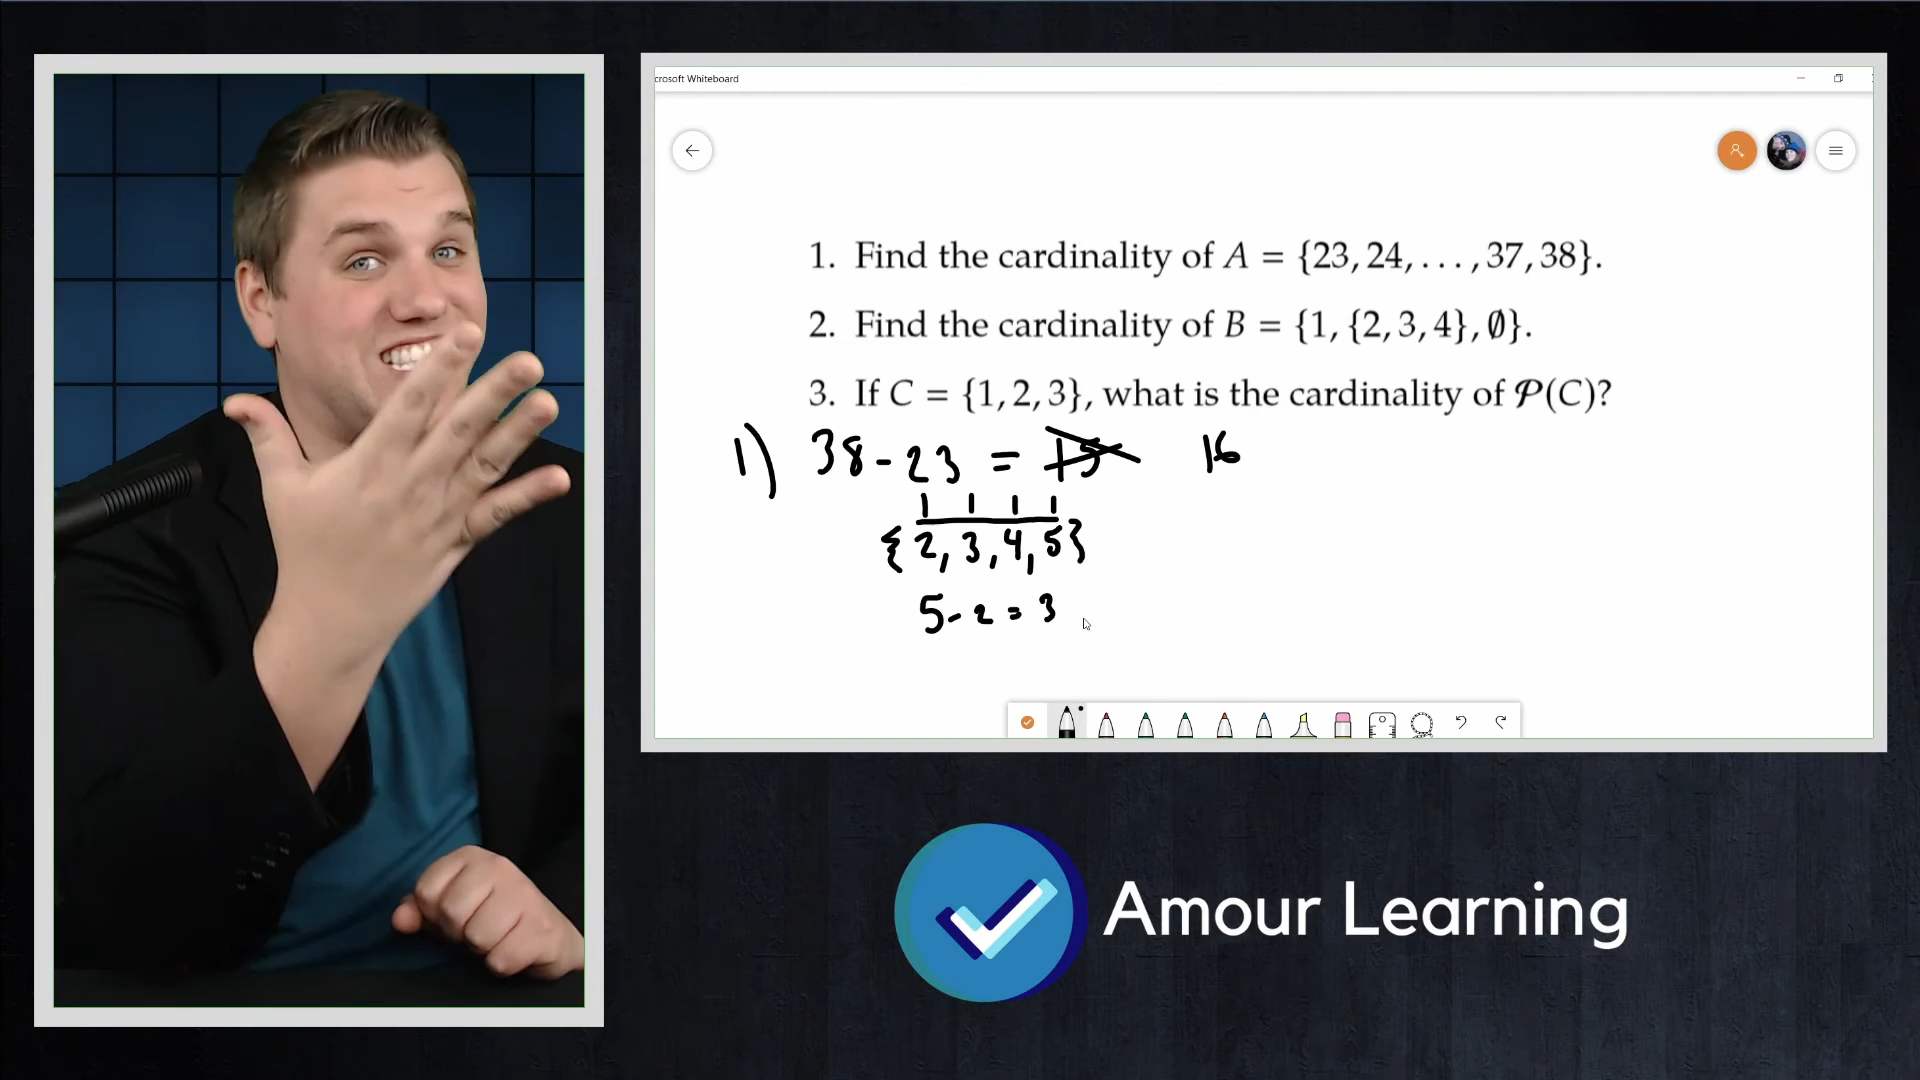 crosoft Whiteboard
1. Find the cardinality of A = {23, 24, . . . , 37, 38}.
2. Find the cardinality of B = {1, {2, 3, 4}, ∅}.
3. If C = {1, 2, 3}, what is the cardinality of 𝒫(C)?
1) 38 - 23 = 15 16
1 1 1 1
{2, 3, 4, 5}
5 - 2 = 3
Amour Learning